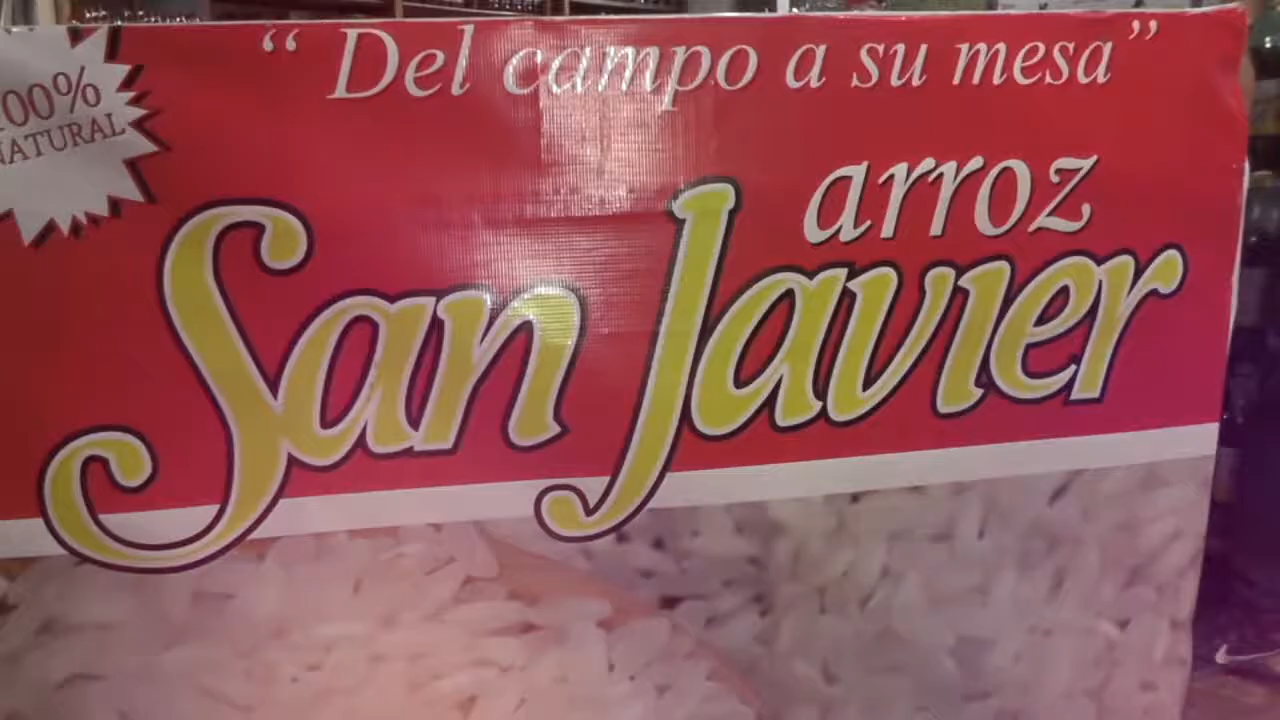 “ Del campo a su mesa ”
00%
NATURAL
arroz
San Javier